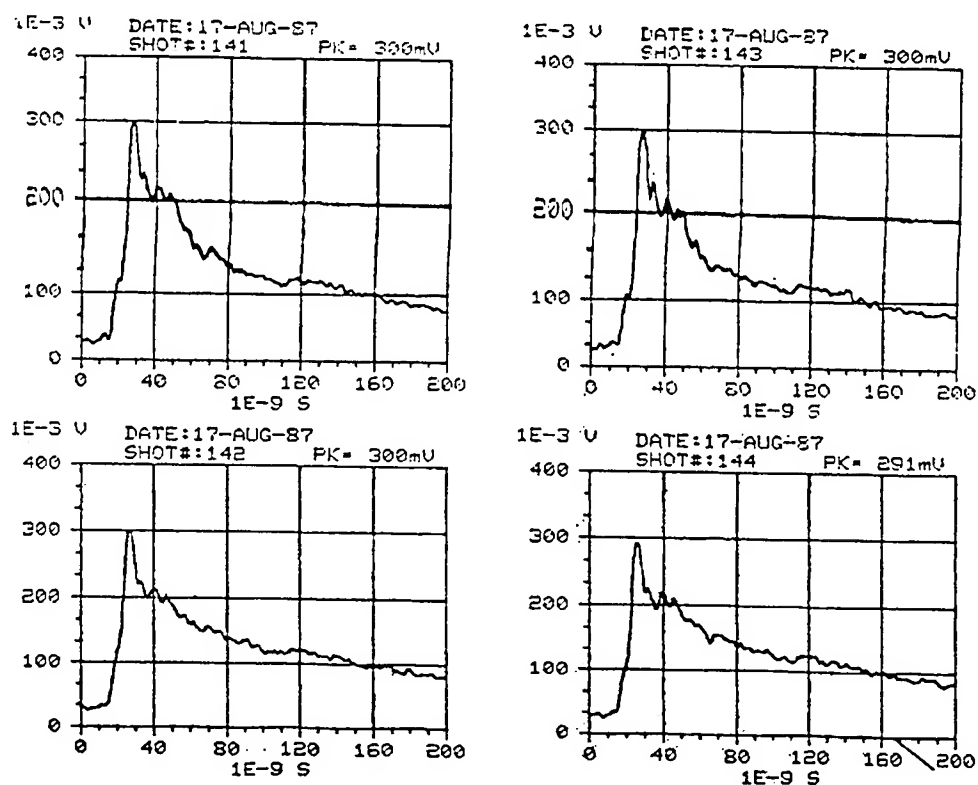 1E-3 V DATE:17-AUG-87
SHOT#:141 PK= 300mV
400
300
200
100
0
0 40 80 120 160 200
1E-9 S
1E-3 V DATE:17-AUG-87
SHOT#:143 PK= 300mV
400
300
200
100
0
0 40 80 120 160 200
1E-9 S
1E-3 V DATE:17-AUG-87
SHOT#:142 PK= 300mV
400
300
200
100
0
0 40 80 120 160 200
1E-9 S
1E-3 V DATE:17-AUG-87
SHOT#:144 PK= 291mV
400
300
200
100
0
0 40 80 120 160 200
1E-9 S